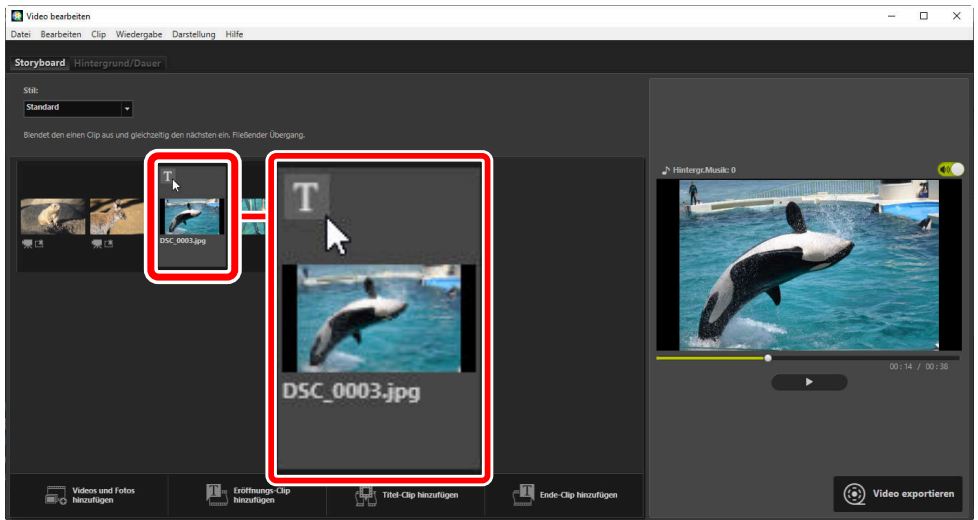 Video bearbeiten
Datei Bearbeiten Clip Wiedergabe Darstellung Hilfe
Storyboard Hintergrund/Dauer
Stil:
Standard
Blendet den einen Clip aus und gleichzeitig den nächsten ein. Fließender Übergang.
T
DSC_0003.jpg
T
DSC_0003.jpg
Hintergr.Musik: 0
00:14 / 00:38
Videos und Fotos
hinzufügen
Eröffnungs-Clip
hinzufügen
Titel-Clip hinzufügen
Ende-Clip hinzufügen
Video exportieren